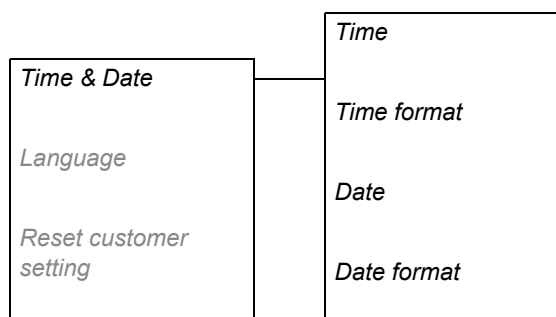 Time & Date
Language
Reset customer
setting
Time
Time format
Date
Date format